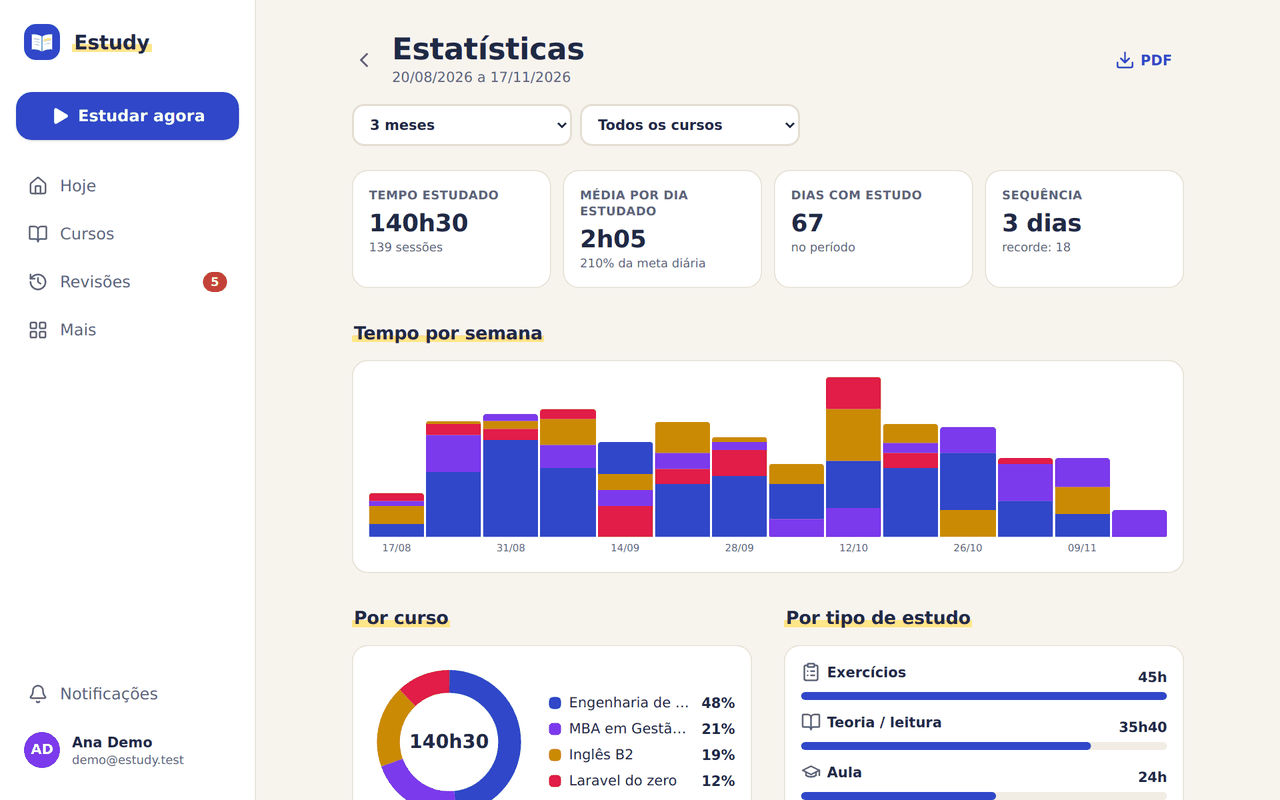 Estudy
Estudar agora
Hoje
Cursos
Revisões
5
Mais
Notificações
AD
Ana Demo
demo@estudy.test
Estatísticas
20/08/2026 a 17/11/2026
PDF
3 meses
Todos os cursos
TEMPO ESTUDADO
140h30
139 sessões
MÉDIA POR DIA
ESTUDADO
2h05
210% da meta diária
DIAS COM ESTUDO
67
no período
SEQUÊNCIA
3 dias
recorde: 18
Tempo por semana
17/08 31/08 14/09 28/09 12/10 26/10 09/11
Por curso
140h30
Engenharia de ... 48%
MBA em Gestã... 21%
Inglês B2 19%
Laravel do zero 12%
Por tipo de estudo
Exercícios 45h
Teoria / leitura 35h40
Aula 24h